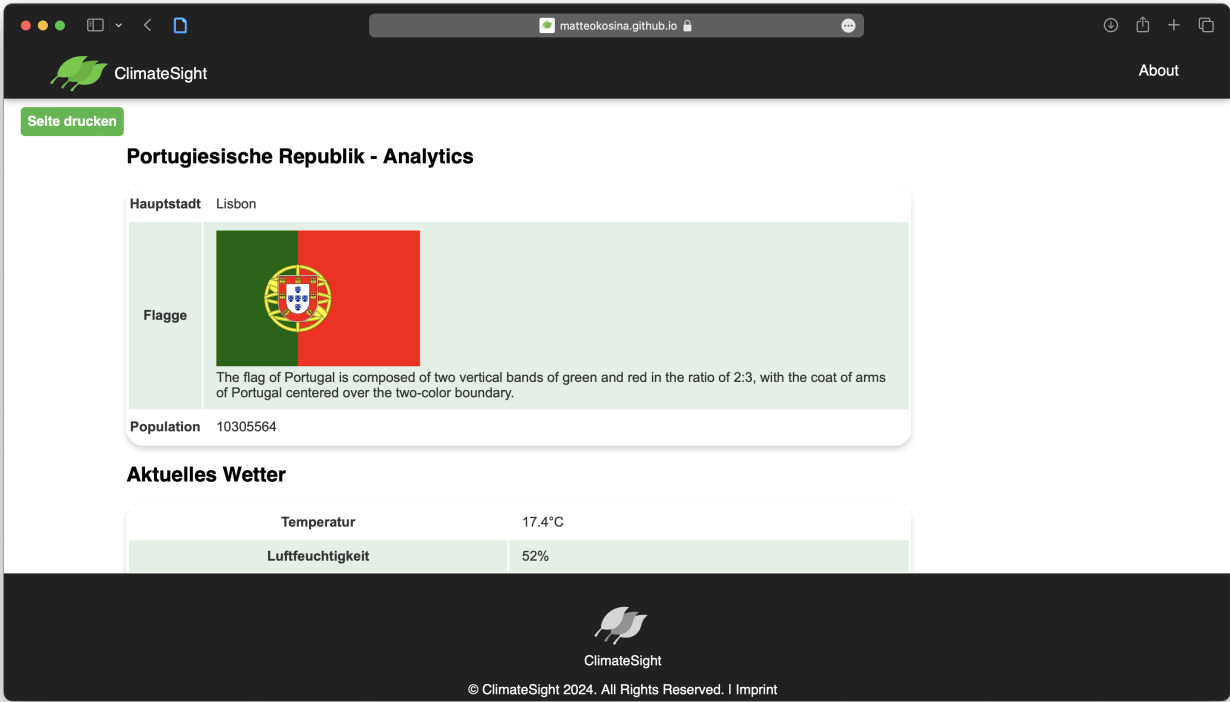 matteokosina.github.io
ClimateSight
About
Seite drucken
Portugiesische Republik - Analytics
Hauptstadt Lisbon
Flagge
The flag of Portugal is composed of two vertical bands of green and red in the ratio of 2:3, with the coat of arms
of Portugal centered over the two-color boundary.
Population 10305564
Aktuelles Wetter
Temperatur 17.4°C
Luftfeuchtigkeit 52%
ClimateSight
© ClimateSight 2024. All Rights Reserved. | Imprint